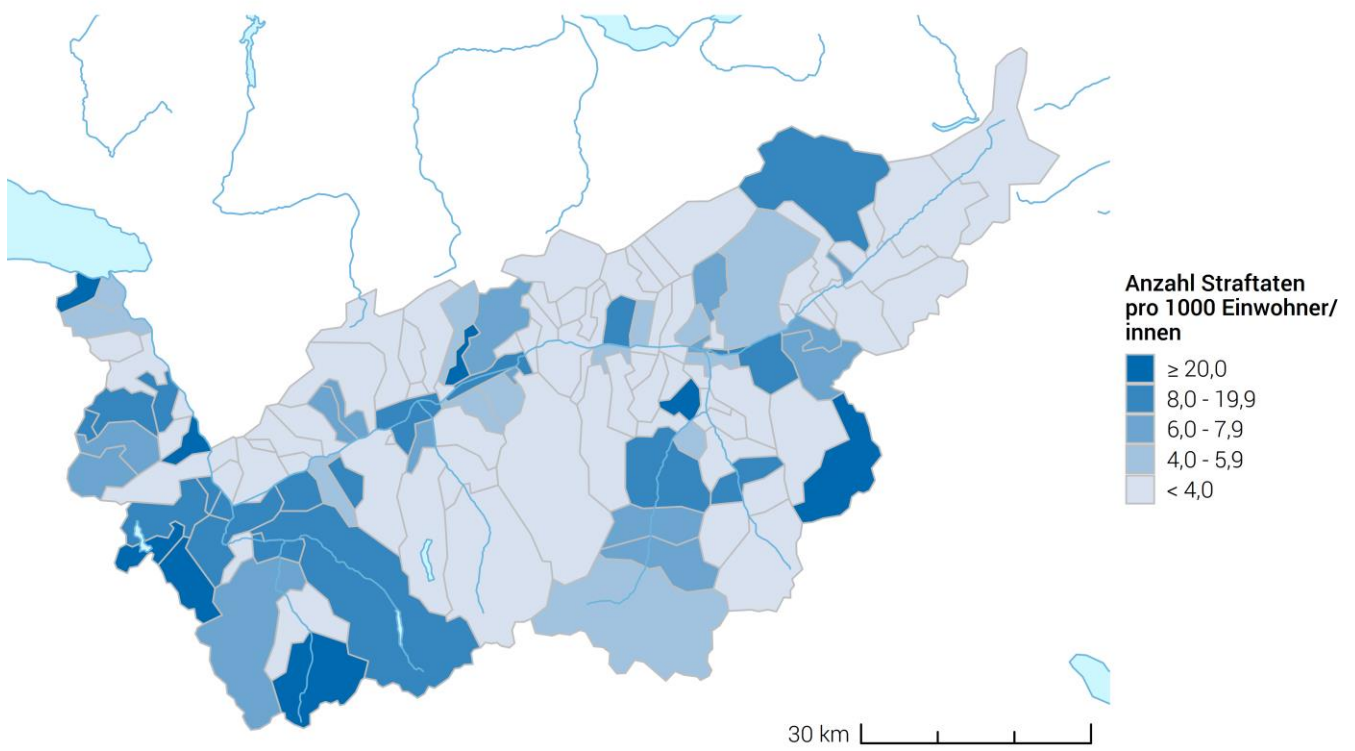 Anzahl Straftaten
pro 1000 Einwohner/
innen
≥ 20,0
8,0 - 19,9
6,0 - 7,9
4,0 - 5,9
< 4,0
30 km